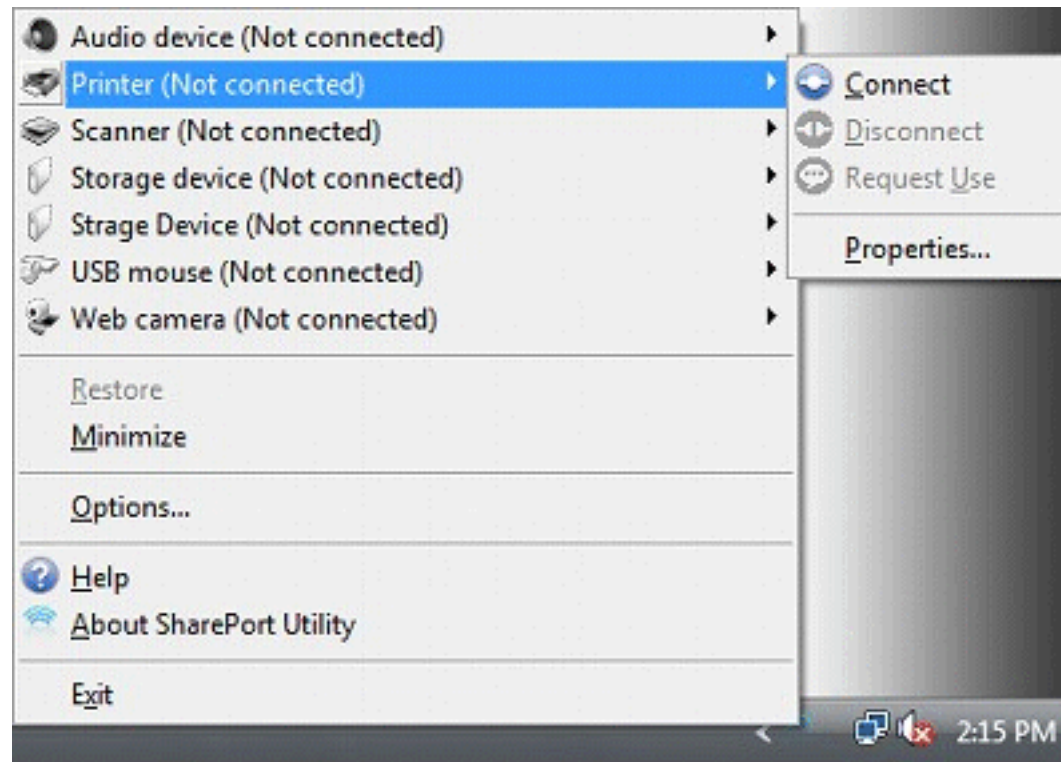 Audio device (Not connected)
Printer (Not connected)
Scanner (Not connected)
Storage device (Not connected)
Strage Device (Not connected)
USB mouse (Not connected)
Web camera (Not connected)
Restore
Minimize
Options...
Help
About SharePort Utility
Exit
Connect
Disconnect
Request Use
Properties...
2:15 PM